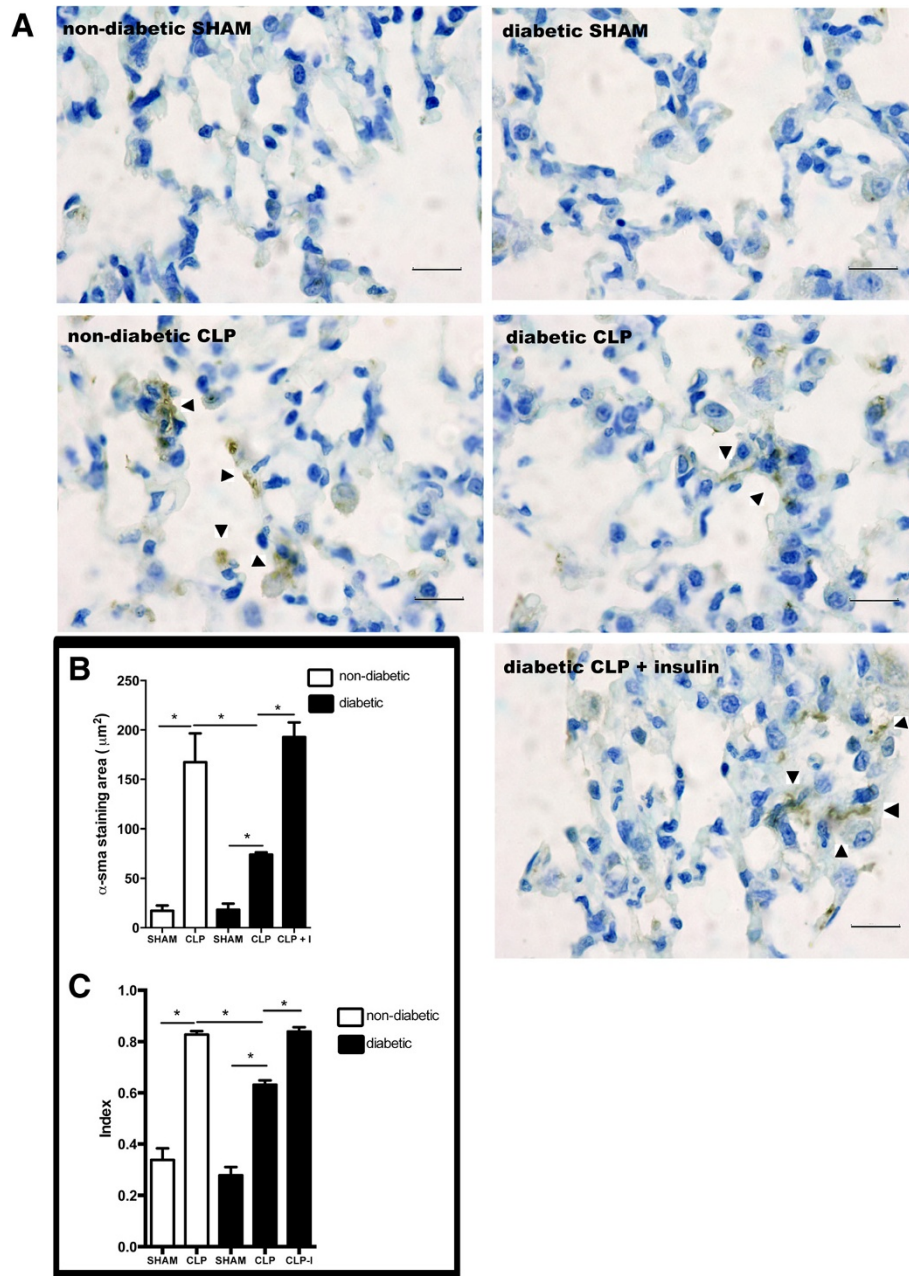 A
non-diabetic SHAM
diabetic SHAM
non-diabetic CLP
diabetic CLP
diabetic CLP + insulin
B
non-diabetic
diabetic
α-sma staining area ( μm²)
250
200
150
100
50
0
* * *
*
SHAM CLP SHAM CLP CLP + I
C
non-diabetic
diabetic
Index
1.0
0.8
0.6
0.4
0.2
0.0
* * *
*
SHAM CLP SHAM CLP CLP-I